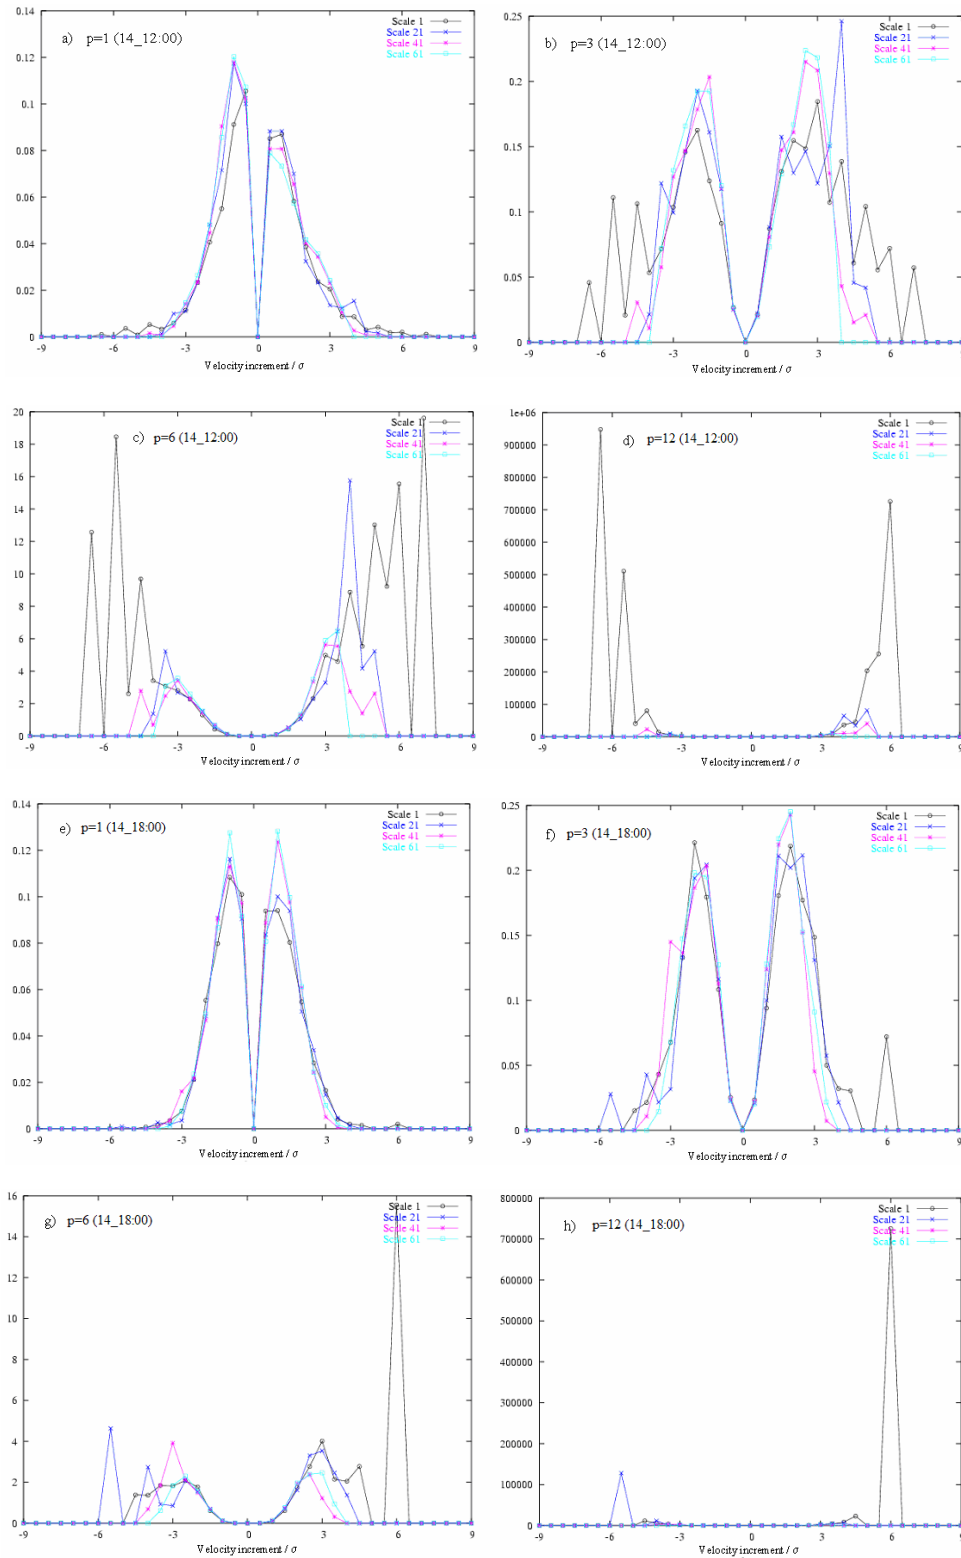 a) p=1 (14_12:00)
Scale 1
Scale 21
Scale 41
Scale 61
0.14
0.12
0.1
0.08
0.06
0.04
0.02
0
-9 -6 -3 0 3 6 9
Velocity increment / σ
b) p=3 (14_12:00)
Scale 1
Scale 21
Scale 41
Scale 61
0.25
0.2
0.15
0.1
0.05
0
-9 -6 -3 0 3 6 9
Velocity increment / σ
c) p=6 (14_12:00)
Scale 1
Scale 21
Scale 41
Scale 61
20
18
16
14
12
10
8
6
4
2
0
-9 -6 -3 0 3 6 9
Velocity increment / σ
d) p=12 (14_12:00)
Scale 1
Scale 21
Scale 41
Scale 61
1e+06
900000
800000
700000
600000
500000
400000
300000
200000
100000
0
-9 -6 -3 0 3 6 9
Velocity increment / σ
e) p=1 (14_18:00)
Scale 1
Scale 21
Scale 41
Scale 61
0.14
0.12
0.1
0.08
0.06
0.04
0.02
0
-9 -6 -3 0 3 6 9
Velocity increment / σ
f) p=3 (14_18:00)
Scale 1
Scale 21
Scale 41
Scale 61
0.25
0.2
0.15
0.1
0.05
0
-9 -6 -3 0 3 6 9
Velocity increment / σ
g) p=6 (14_18:00)
Scale 1
Scale 21
Scale 41
Scale 61
16
14
12
10
8
6
4
2
0
-9 -6 -3 0 3 6 9
Velocity increment / σ
h) p=12 (14_18:00)
Scale 1
Scale 21
Scale 41
Scale 61
800000
700000
600000
500000
400000
300000
200000
100000
0
-9 -6 -3 0 3 6 9
Velocity increment / σ